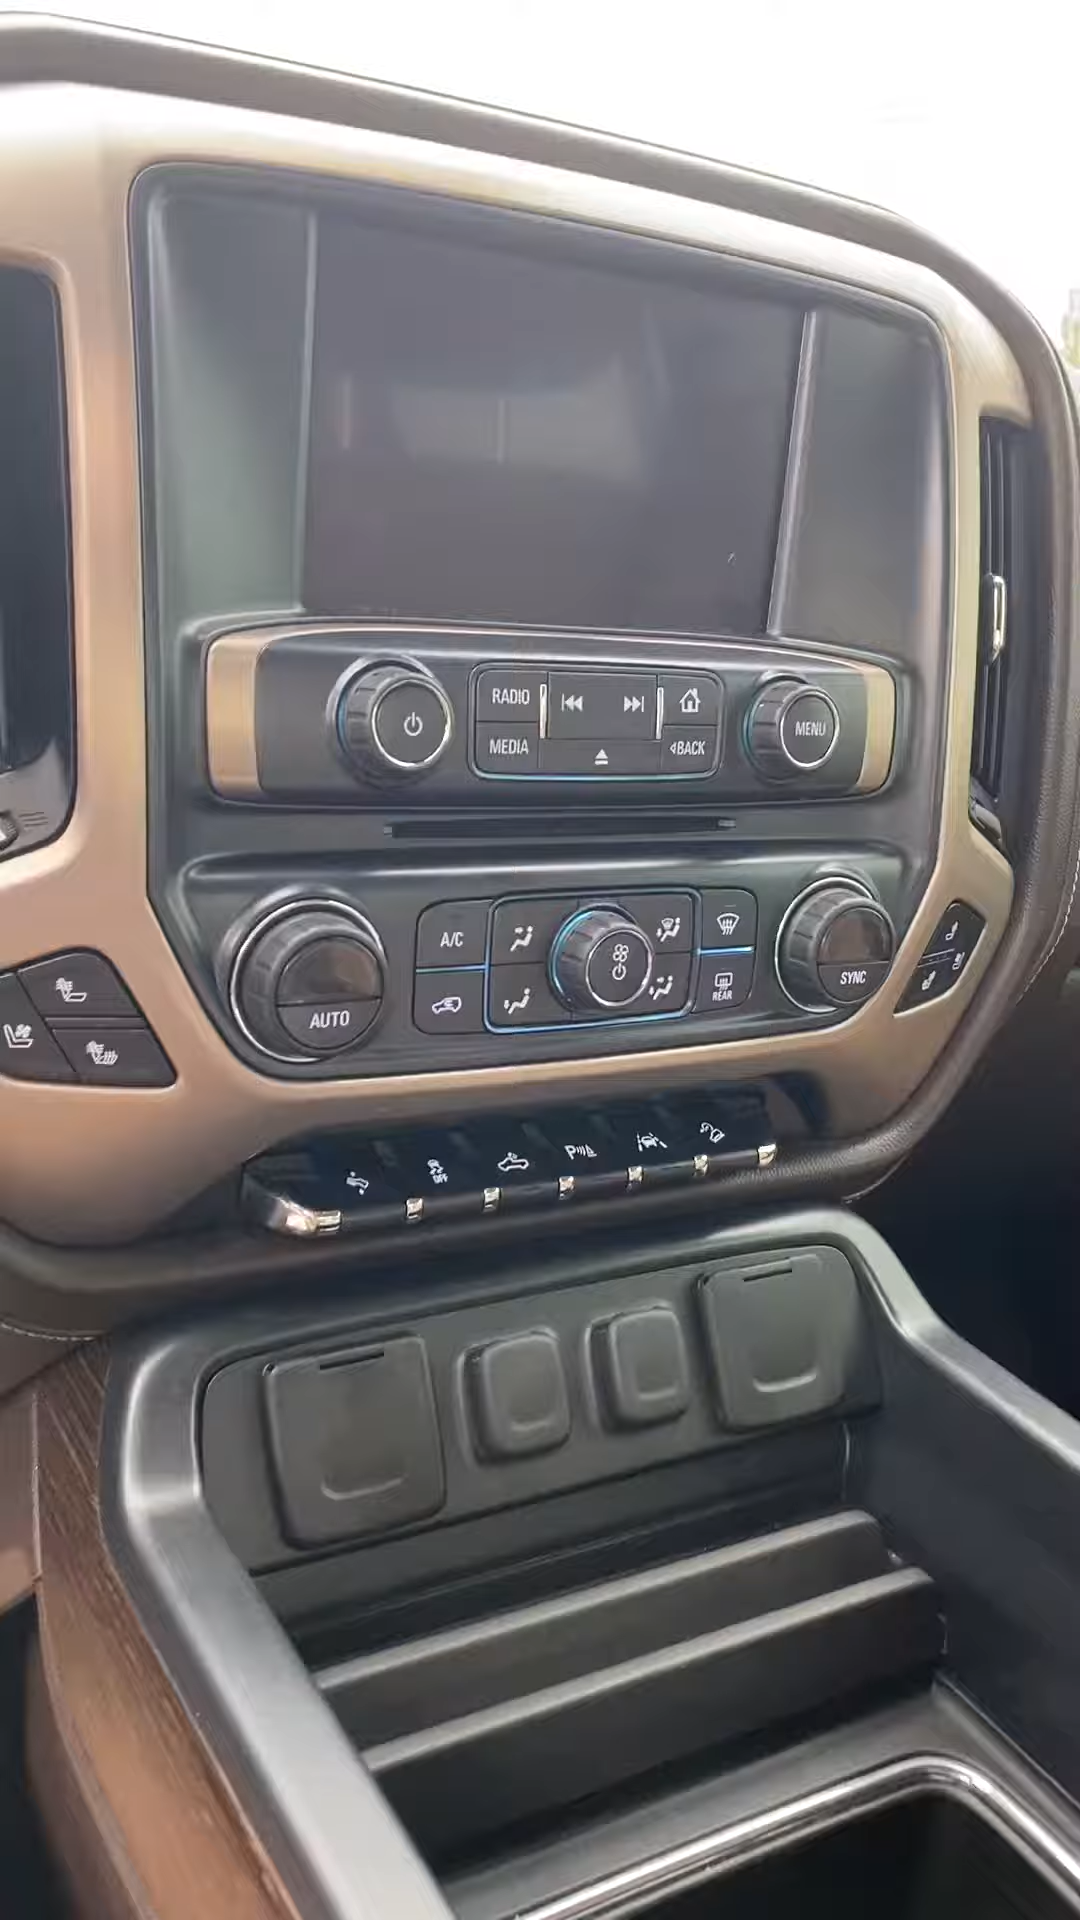 RADIO
MEDIA
◁BACK
MENU
A/C
REAR
AUTO
SYNC
OFF
P